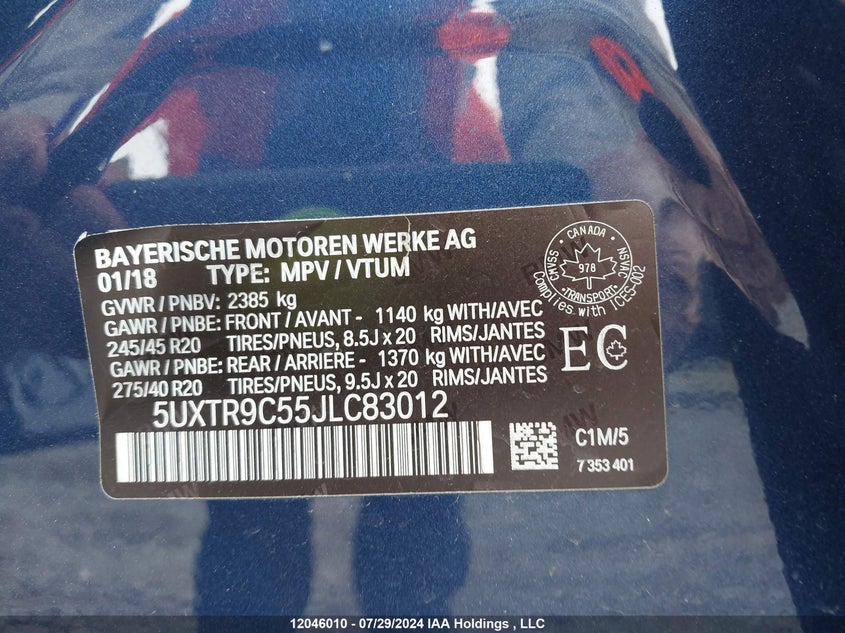 BAYERISCHE MOTOREN WERKE AG
01/18 TYPE: MPV / VTUM
GVWR / PNBV: 2385 kg
GAWR / PNBE: FRONT / AVANT - 1140 kg WITH/AVEC
245/45 R20 TIRES/PNEUS, 8.5J x 20 RIMS/JANTES
GAWR / PNBE: REAR / ARRIERE - 1370 kg WITH/AVEC
275/40 R20 TIRES/PNEUS, 9.5J x 20 RIMS/JANTES
5UXTR9C55JLC83012
CANADA
CMVSS
NSVAC
978
TRANSPORT
Complies with ICES-002
EC
C1M/5
7 353 401
12046010 - 07/29/2024 IAA Holdings , LLC